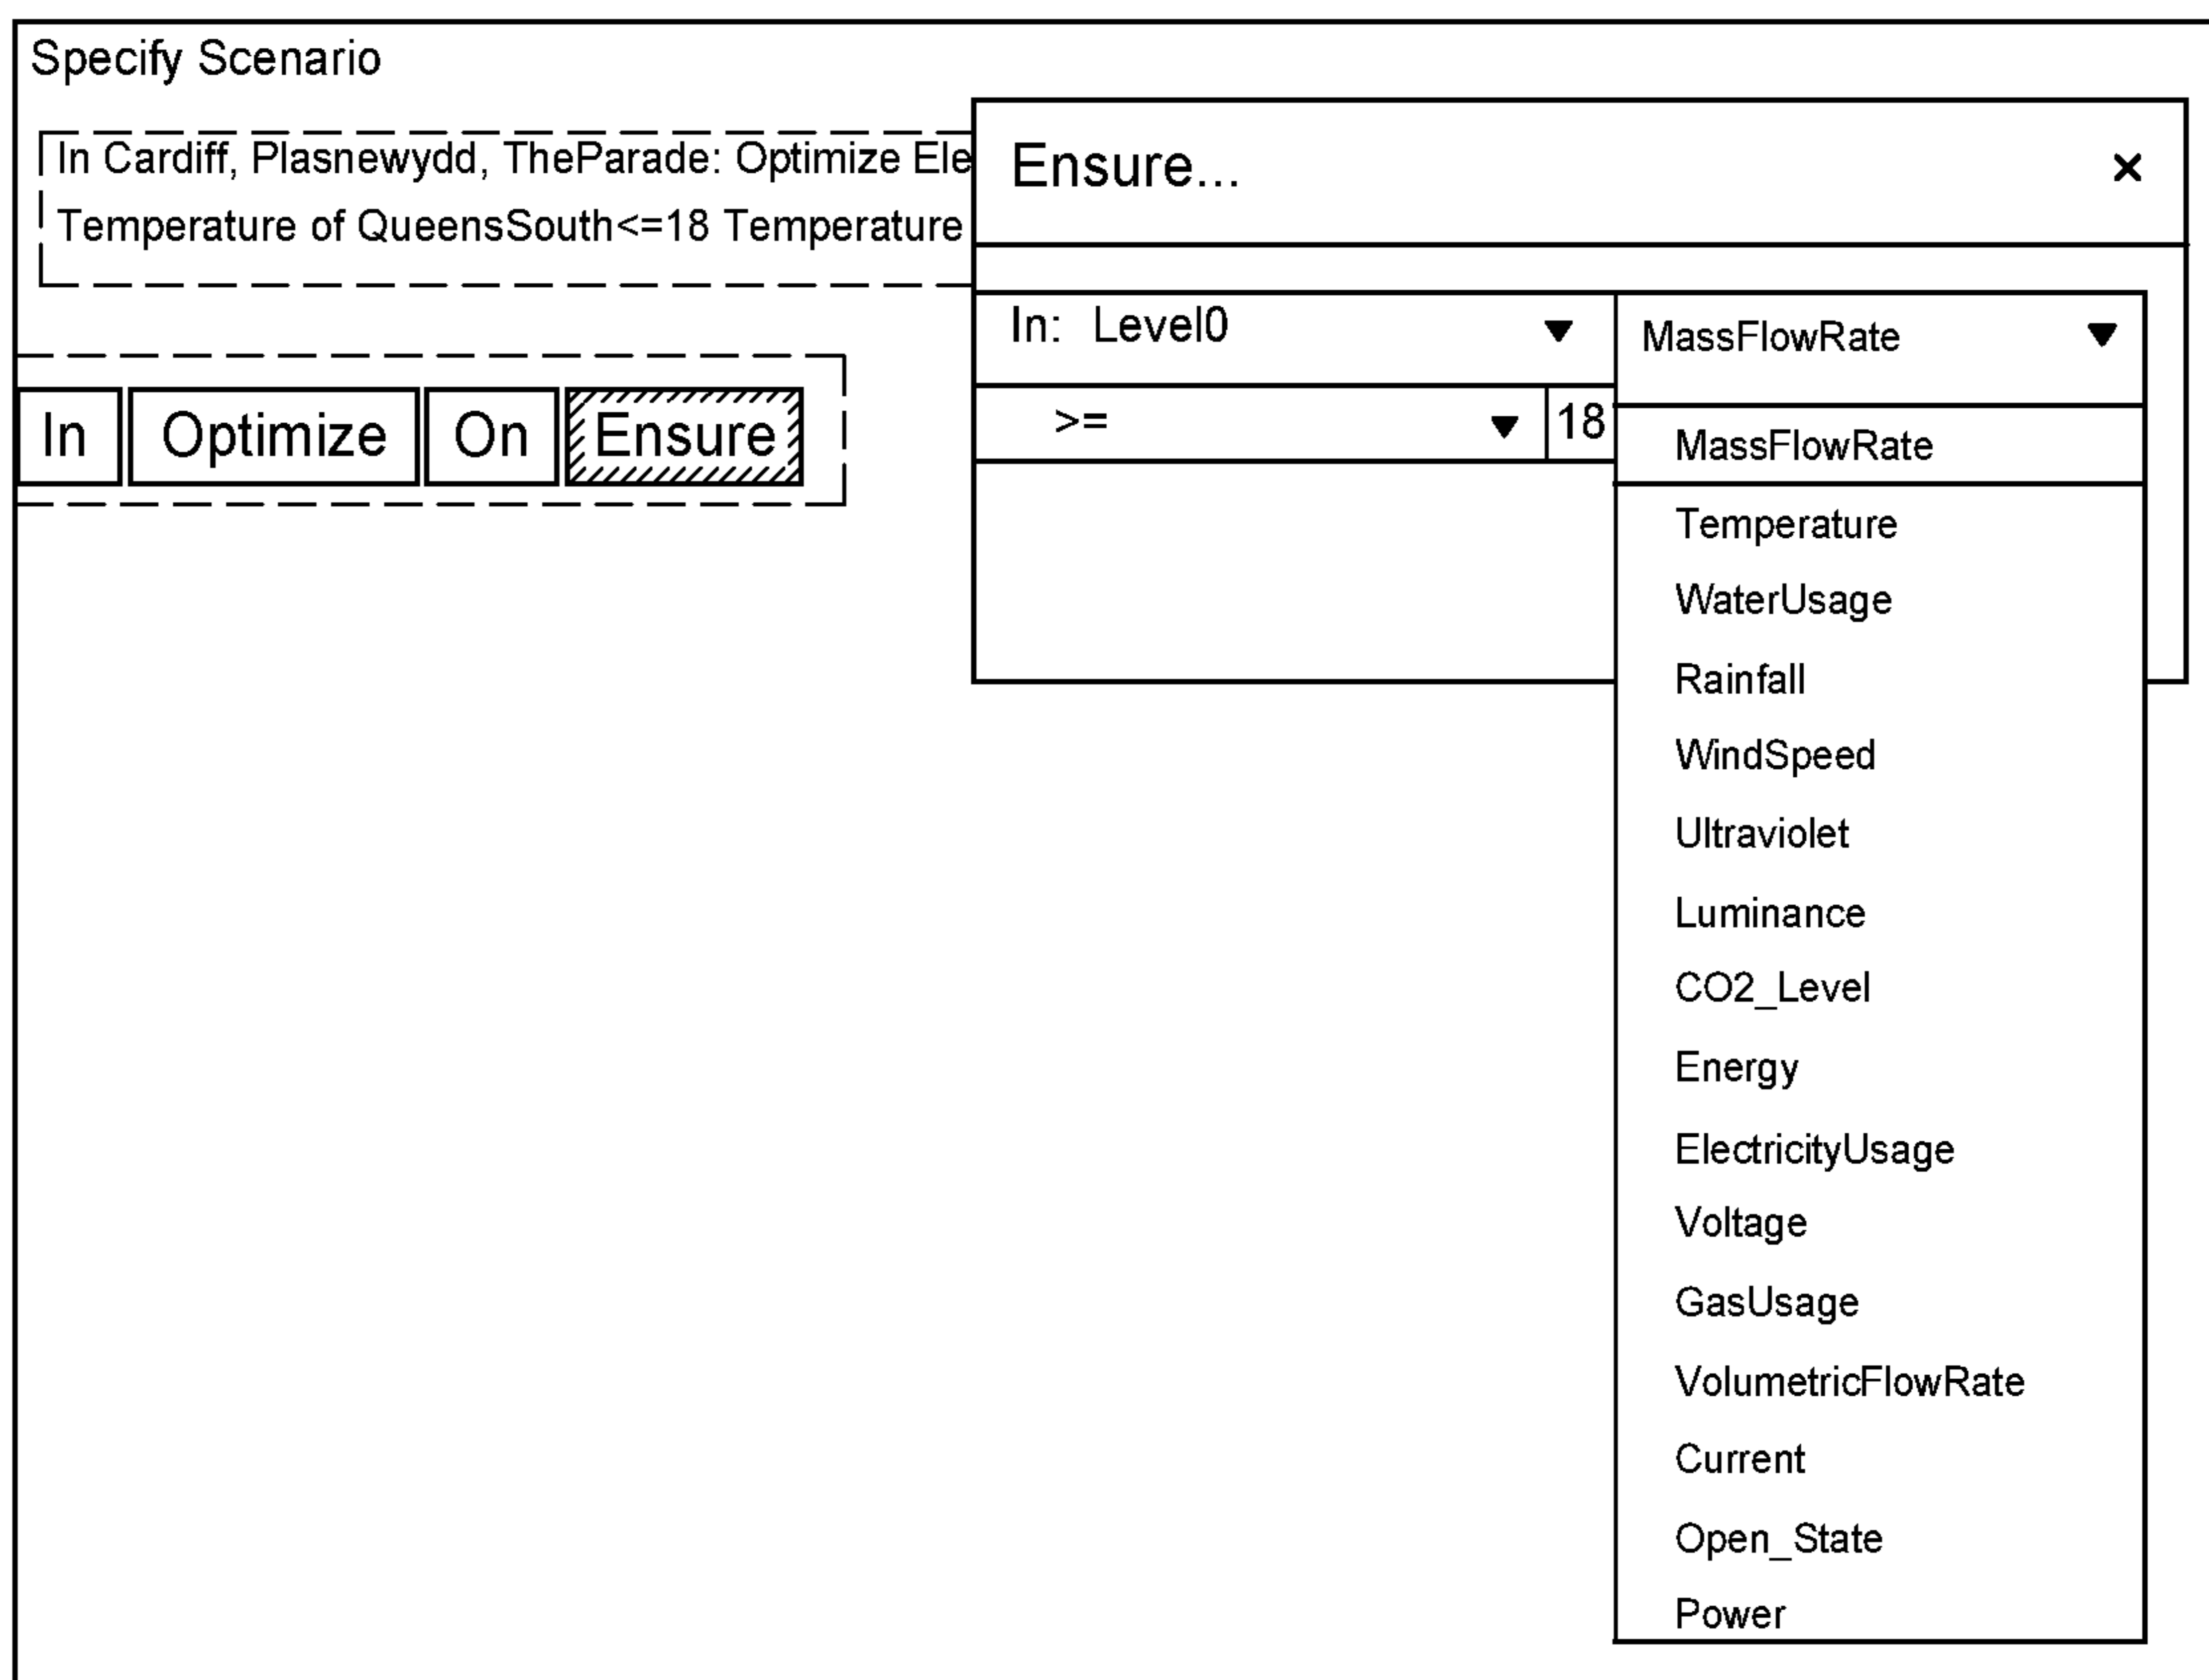 Specify Scenario
In Cardiff, Plasnewydd, TheParade: Optimize Ele
Temperature of QueensSouth<=18 Temperature
In Optimize On Ensure
Ensure... ×
In: Level0 ▼ MassFlowRate ▼
>= ▼ 18
MassFlowRate
Temperature
WaterUsage
Rainfall
WindSpeed
Ultraviolet
Luminance
CO2_Level
Energy
ElectricityUsage
Voltage
GasUsage
VolumetricFlowRate
Current
Open_State
Power